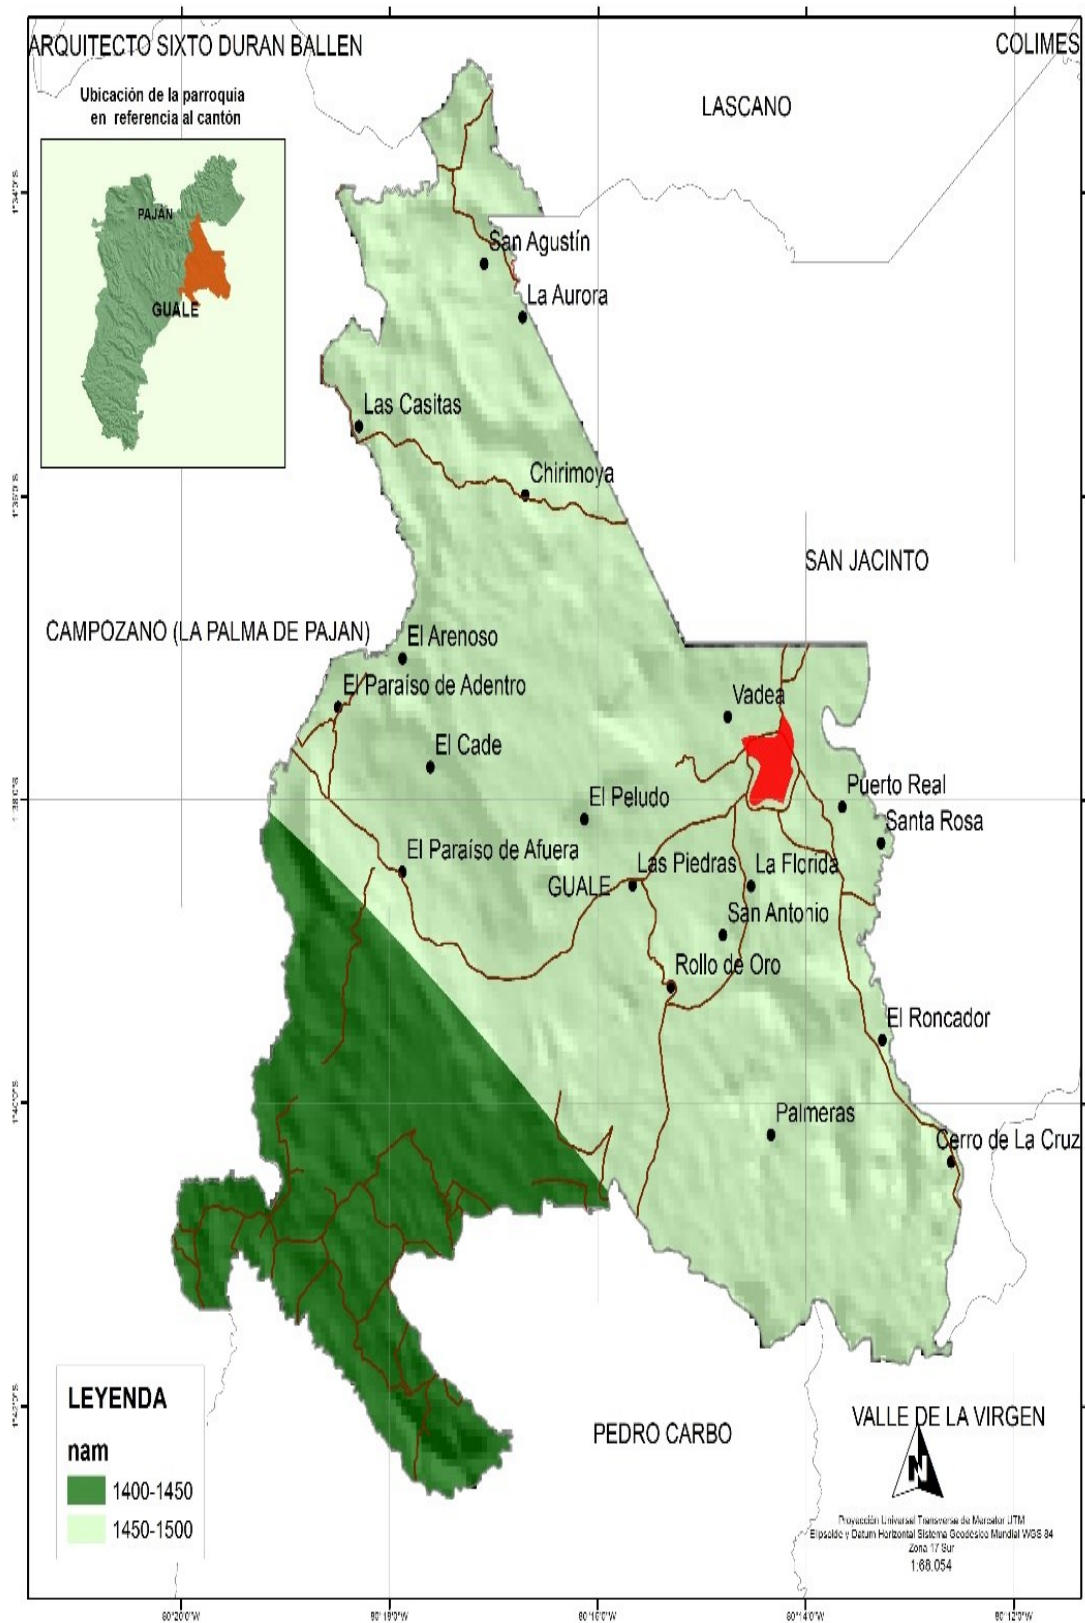 ARQUITECTO SIXTO DURAN BALLEN
COLIMES
Ubicación de la parroquia
en referencia al cantón
LASCANO
PAJÁN
GUALE
San Agustín
La Aurora
Las Casitas
Chirimoya
SAN JACINTO
CAMPOZANO (LA PALMA DE PAJAN)
El Arenoso
El Paraíso de Adentro
Vadea
El Cade
El Peludo
Puerto Real
Santa Rosa
El Paraíso de Afuera
Las Piedras
La Florida
GUALE
San Antonio
Rollo de Oro
El Roncador
Palmeras
Cerro de La Cruz
LEYENDA
nam
1400-1450
1450-1500
PEDRO CARBO
VALLE DE LA VIRGEN
N
Proyección Universal Transversa de Mercator UTM
Elipsoide y Datum Horizontal Sistema Geodésico Mundial WGS 84
Zona 17 Sur
1:68.054